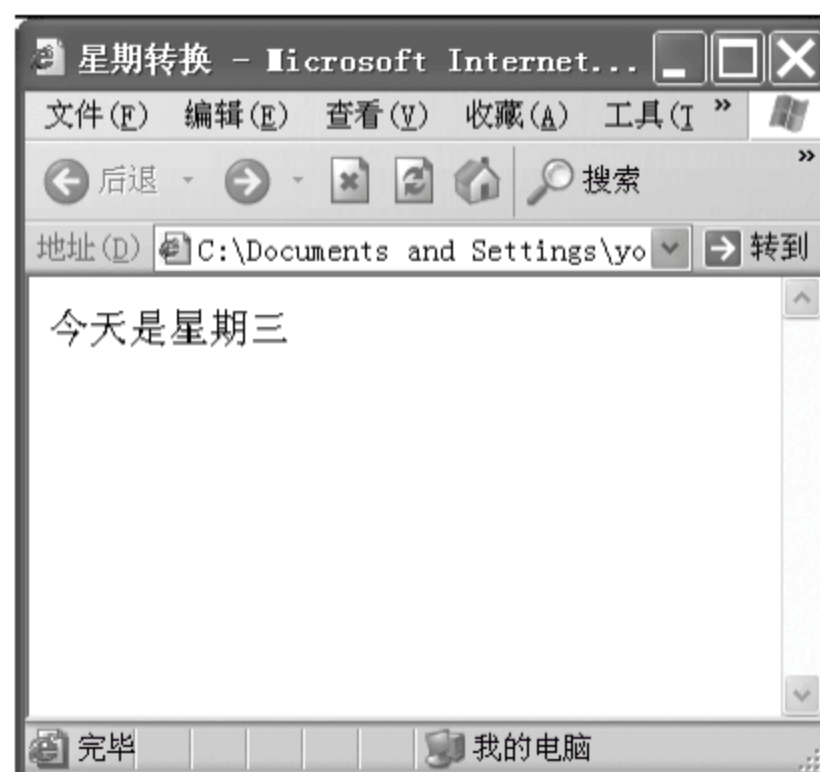 星期转换 - Microsoft Internet...
文件(F) 编辑(E) 查看(V) 收藏(A) 工具(I »
后退 搜索 »
地址(D) C:\Documents and Settings\yo 转到
今天是星期三
完毕 我的电脑